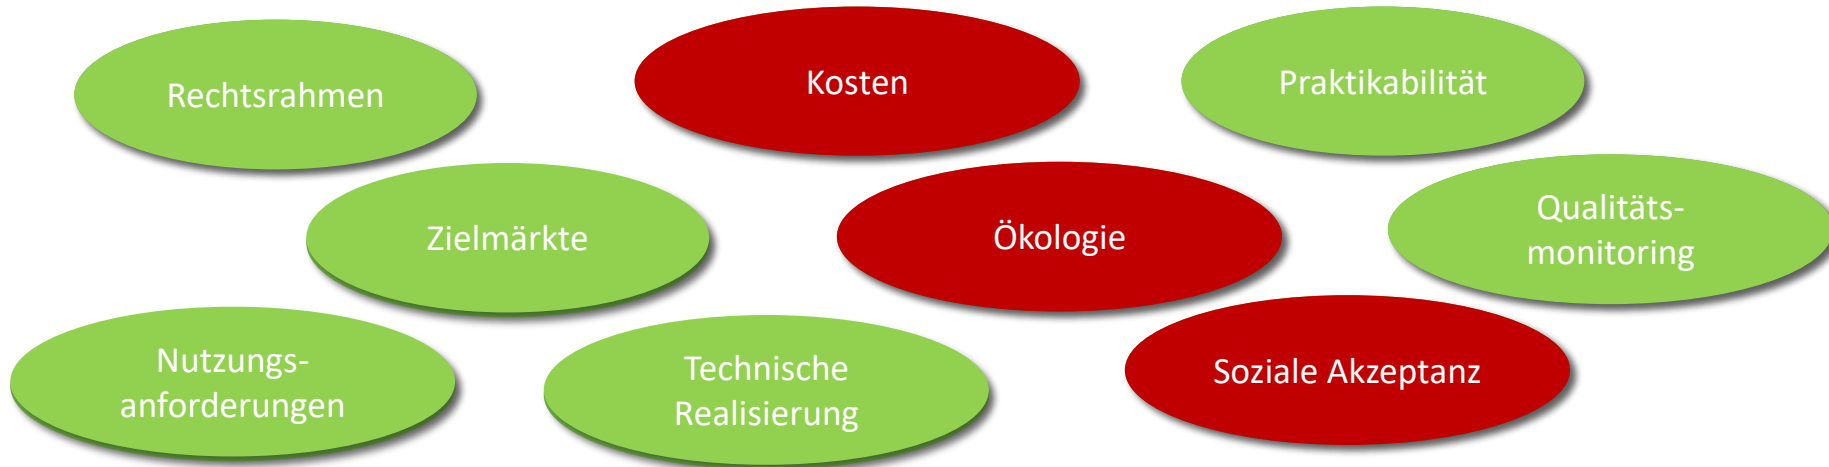 Rechtsrahmen
Kosten
Praktikabilität
Zielmärkte
Ökologie
Qualitäts-
monitoring
Nutzungs-
anforderungen
Technische
Realisierung
Soziale Akzeptanz